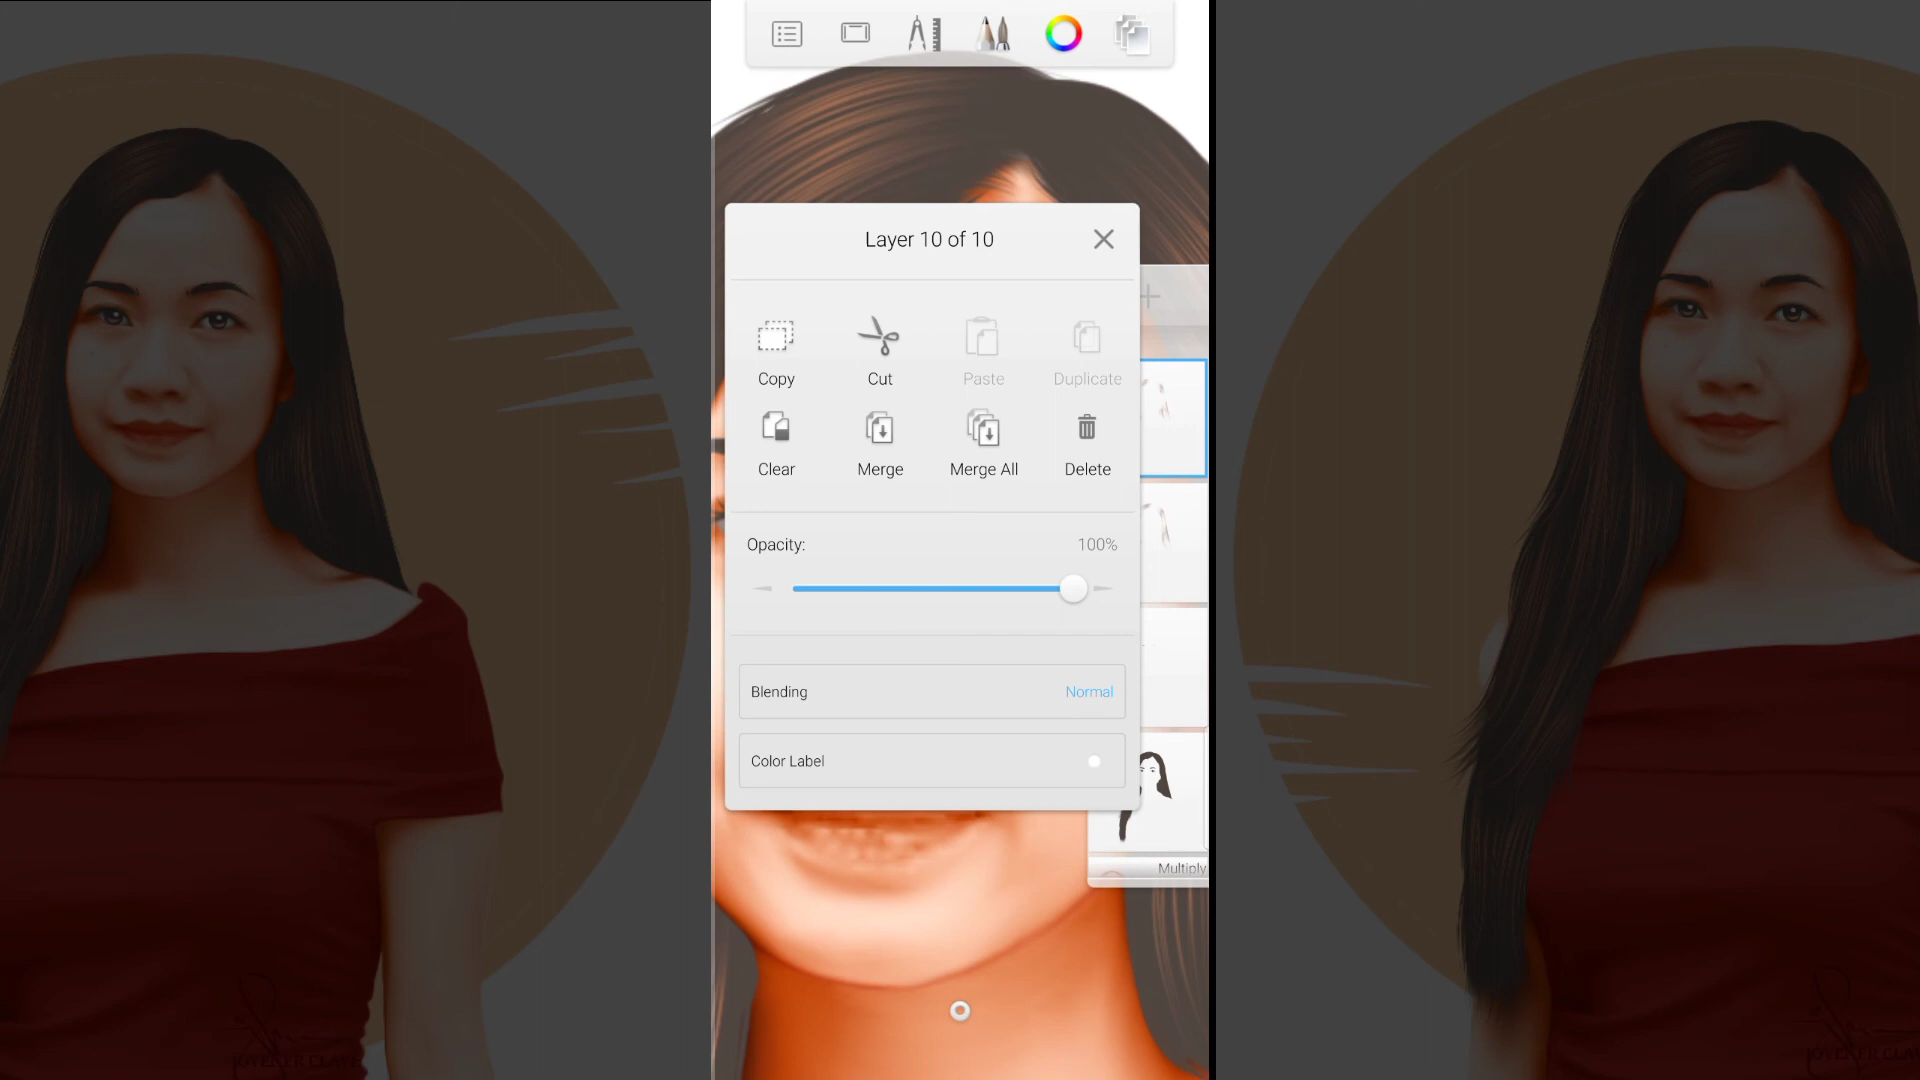 Layer 10 of 10
Copy Cut Paste Duplicate
Clear Merge Merge All Delete
Opacity: 100%
Blending Normal
Color Label
Multiply